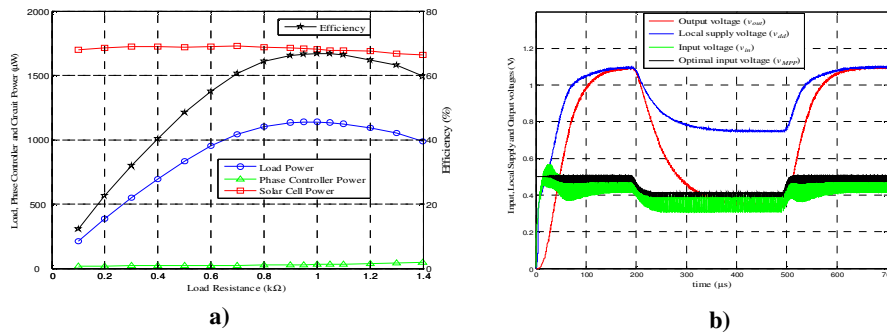 2000
1500
1000
500
0
Load, Phase Controller and Circuit Power (µW)
Efficiency
Load Power
Phase Controller Power
Solar Cell Power
80
60
40
20
0
Efficiency (%)
0 0.2 0.4 0.6 0.8 1.0 1.2 1.4
Load Resistance (kΩ)
a)
Output voltage (vout)
Local supply voltage (vdd)
Input voltage (vin)
Optimal input voltage (vMPP)
1.4
1.2
1
0.8
0.6
0.4
0.2
0
Input, Local Supply and Output voltages (V)
0 100 200 300 400 500 600 700
time (µs)
b)